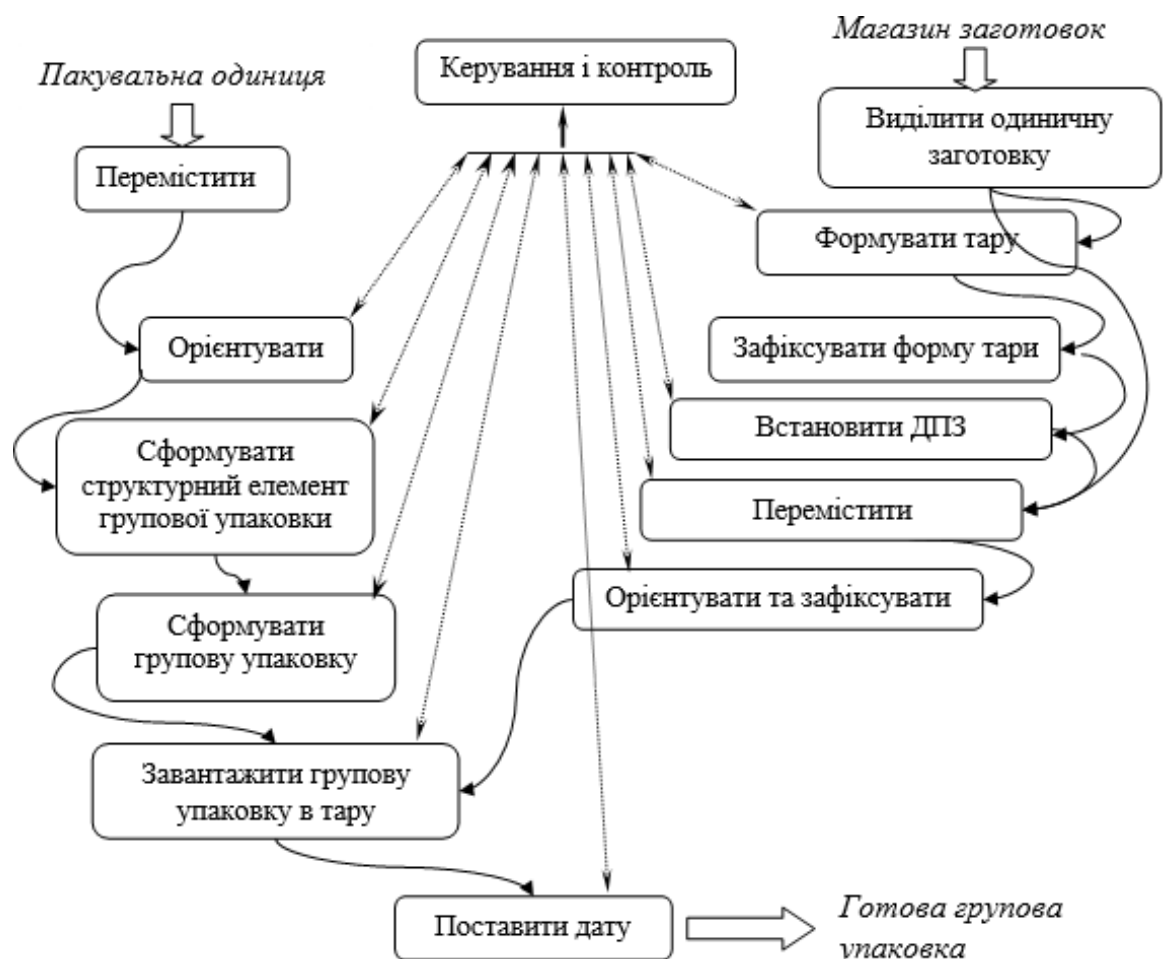 Магазин заготовок
Пакувальна одиниця
Керування і контроль
Виділити одиничну
заготовку
Перемістити
Формувати тару
Орієнтувати
Зафіксувати форму тари
Встановити ДПЗ
Сформувати
структурний елемент
групової упаковки
Перемістити
Орієнтувати та зафіксувати
Сформувати
групову упаковку
Завантажити групову
упаковку в тару
Поставити дату
Готова групова
упаковка